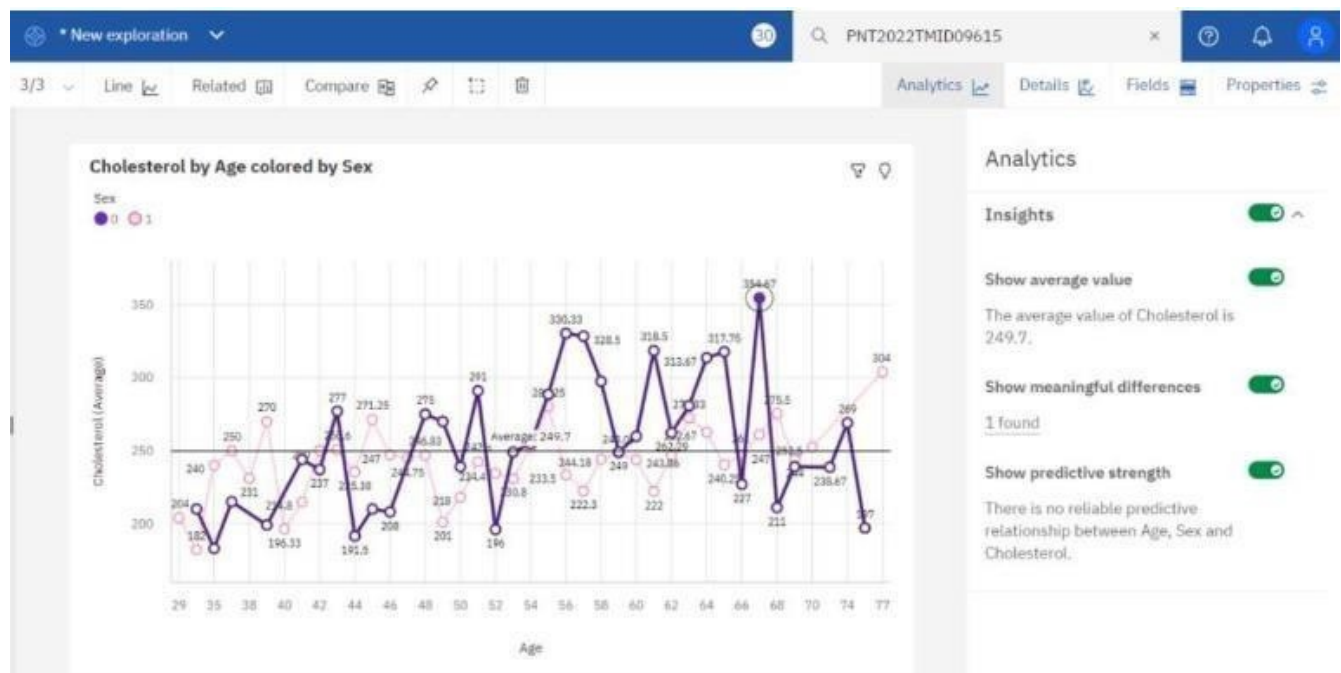 * New exploration
30
PNT2022TMID09615
3/3
Line
Related
Compare
Analytics
Details
Fields
Properties
Cholesterol by Age colored by Sex
Sex
0 1
Cholesterol (Average)
350
300
250
200
354.67
330.33
328.5
318.5
317.75
313.67
304
291
277
275
271.25
270
275.5
269
250
240
231
247
237
249
244.18
243.86
262.29
247
234.4
233.5
230.8
238.67
240.25
227
222.3
222
218
211
208
204
201
196.33
196
191.5
182
Average: 249.7
29 35 38 40 42 44 46 48 50 52 54 56 58 60 62 64 66 68 70 74 77
Age
Analytics
Insights
Show average value
The average value of Cholesterol is
249.7.
Show meaningful differences
1 found
Show predictive strength
There is no reliable predictive
relationship between Age, Sex and
Cholesterol.